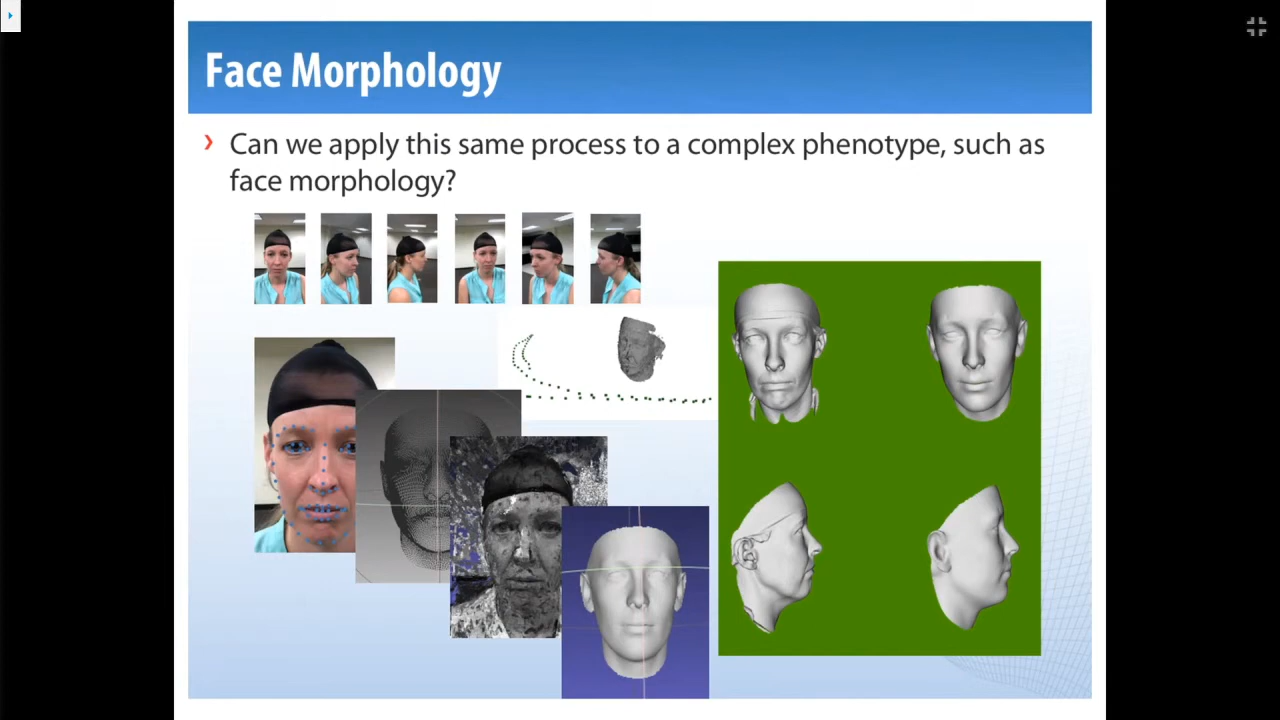 Face Morphology
Can we apply this same process to a complex phenotype, such as
face morphology?